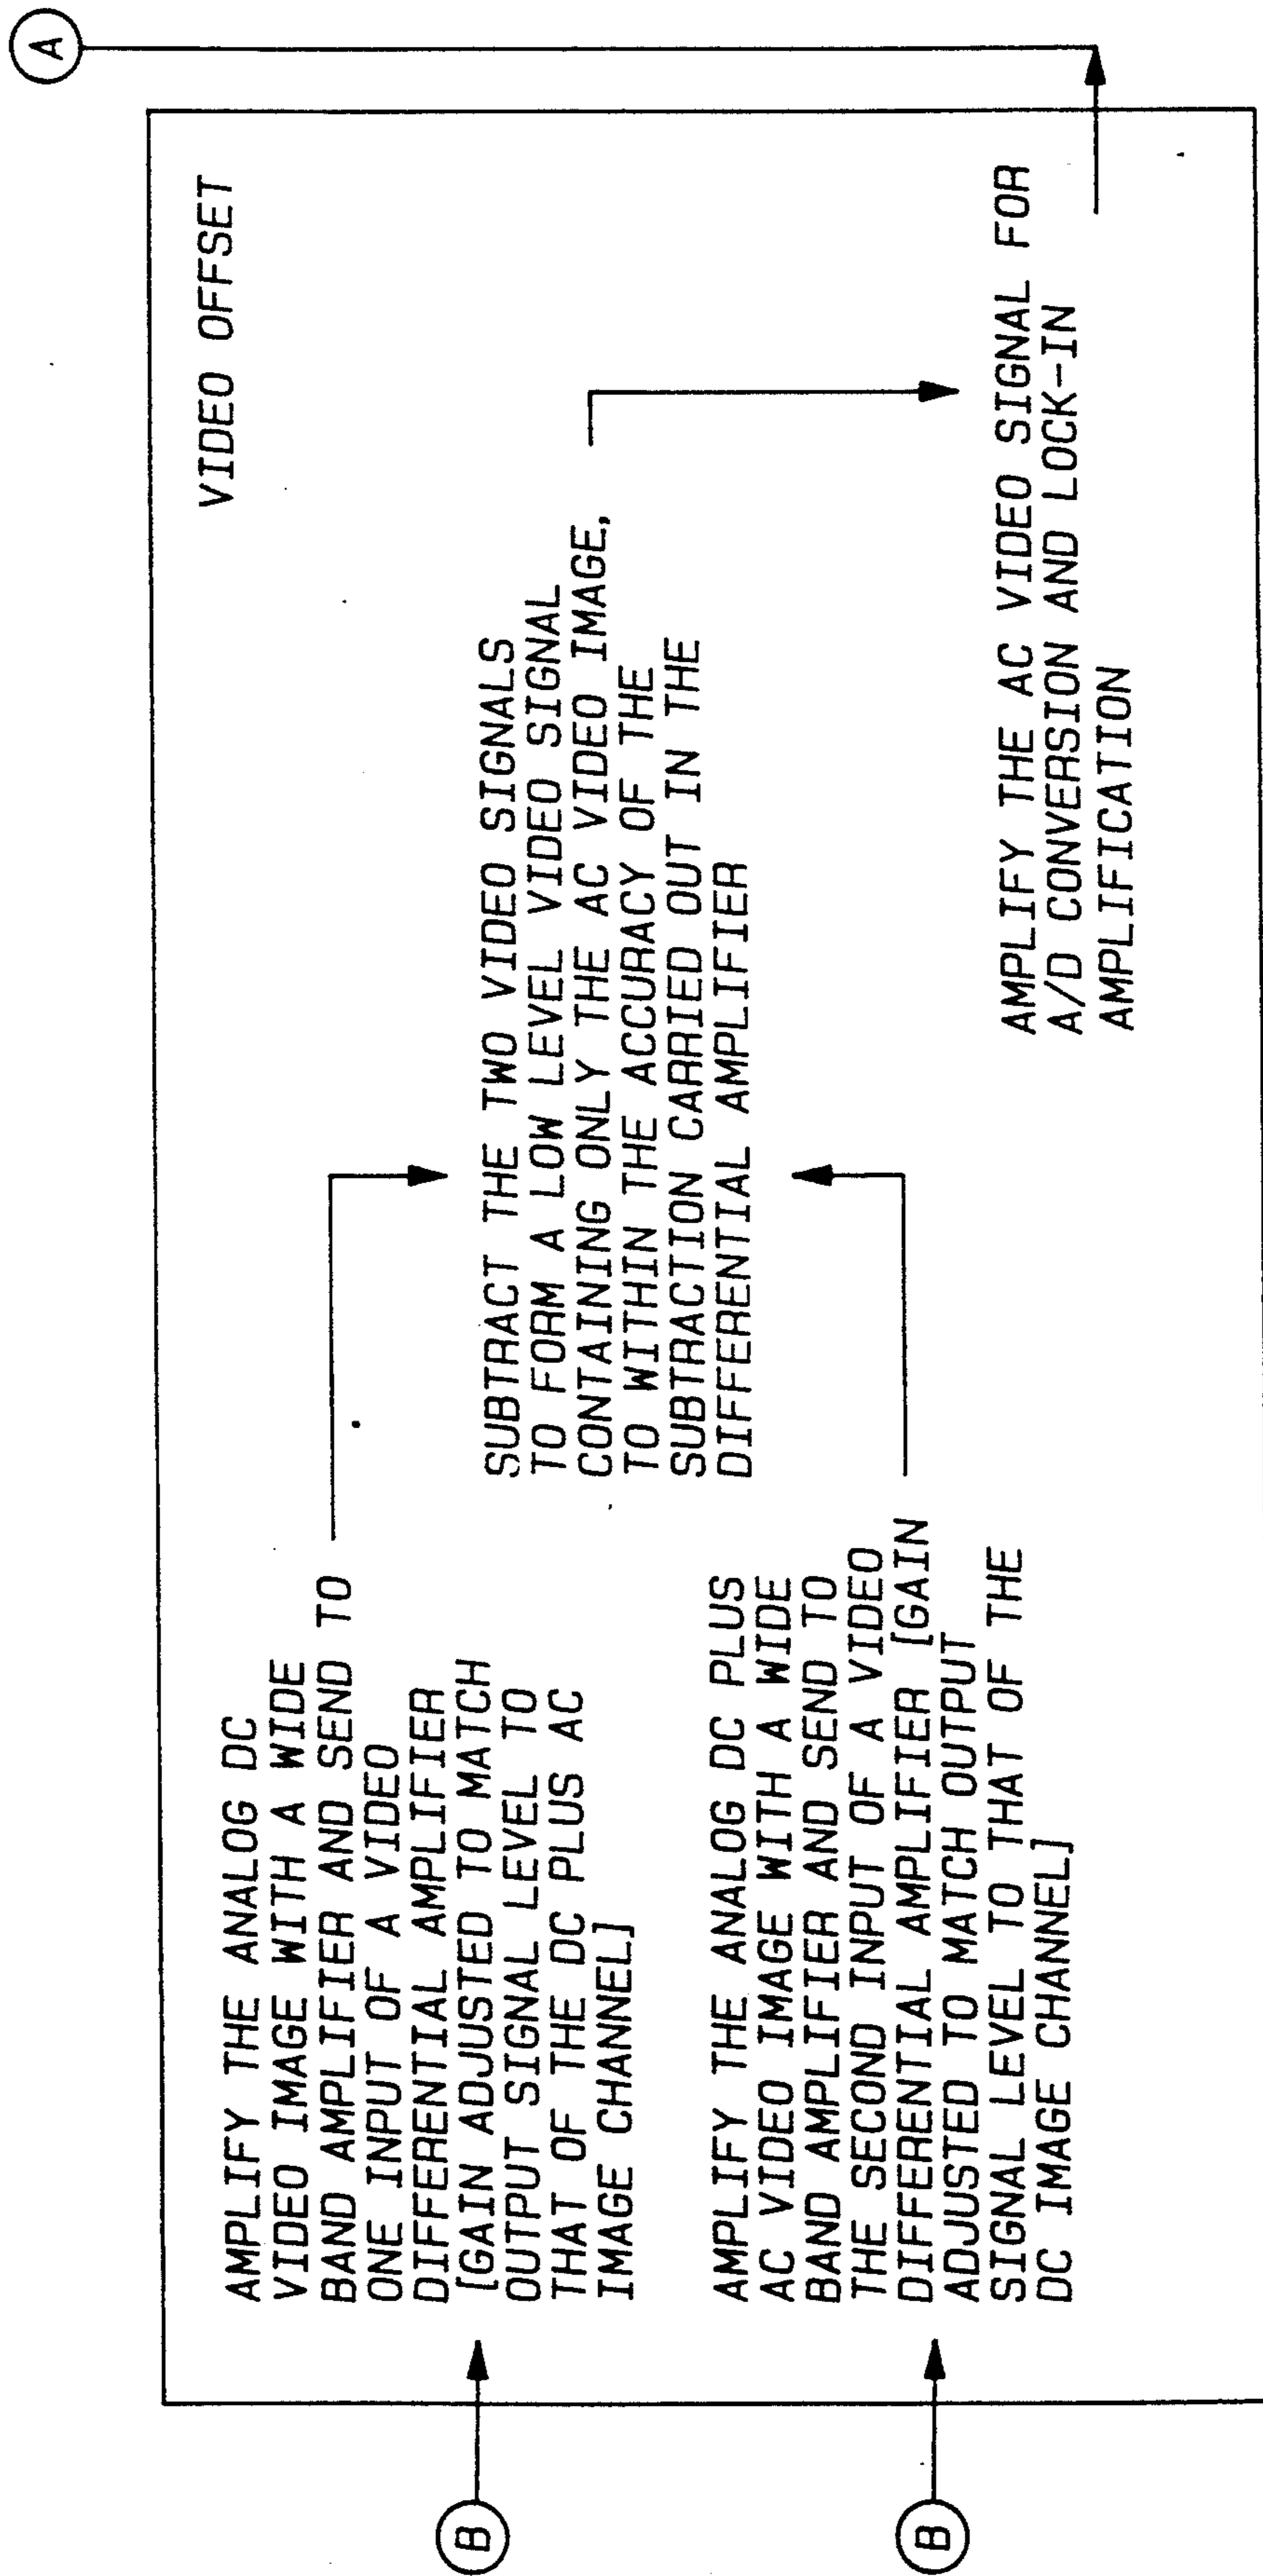 A
VIDEO OFFSET
B
AMPLIFY THE ANALOG DC
VIDEO IMAGE WITH A WIDE
BAND AMPLIFIER AND SEND TO
ONE INPUT OF A VIDEO
DIFFERENTIAL AMPLIFIER
[GAIN ADJUSTED TO MATCH
OUTPUT SIGNAL LEVEL TO
THAT OF THE DC PLUS AC
IMAGE CHANNEL]
B
AMPLIFY THE ANALOG DC PLUS
AC VIDEO IMAGE WITH A WIDE
BAND AMPLIFIER AND SEND TO
THE SECOND INPUT OF A VIDEO
DIFFERENTIAL AMPLIFIER [GAIN
ADJUSTED TO MATCH OUTPUT
SIGNAL LEVEL TO THAT OF THE
DC IMAGE CHANNEL]
SUBTRACT THE TWO VIDEO SIGNALS
TO FORM A LOW LEVEL VIDEO SIGNAL
CONTAINING ONLY THE AC VIDEO IMAGE,
TO WITHIN THE ACCURACY OF THE
SUBTRACTION CARRIED OUT IN THE
DIFFERENTIAL AMPLIFIER
AMPLIFY THE AC VIDEO SIGNAL FOR
A/D CONVERSION AND LOCK-IN
AMPLIFICATION